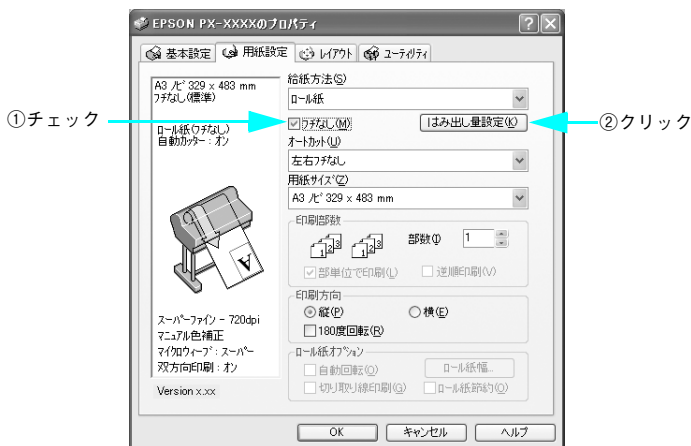 EPSON PX-XXXXのプロパティ
基本設定 用紙設定 レイアウト ユーティリティ
A3 ノビ 329 x 483 mm
フチなし(標準)
ロール紙(フチなし)
自動カッター : オン
スーパーファイン - 720dpi
マニュアル色補正
マイクロウィーブ : スーパー
双方向印刷 : オン
Version x.xx
①チェック
給紙方法(S)
ロール紙
フチなし(M) はみ出し量設定(K)
②クリック
オートカット(U)
左右フチなし
用紙サイズ(Z)
A3 ノビ 329 x 483 mm
印刷部数
1 2 3 1 2 3
部数(I) 1
部単位で印刷(L) 逆順印刷(V)
印刷方向
縦(P) 横(E)
180度回転(R)
ロール紙オプション
自動回転(O) ロール紙幅...
切り取り線印刷(G) ロール紙節約(O)
A
OK キャンセル ヘルプ